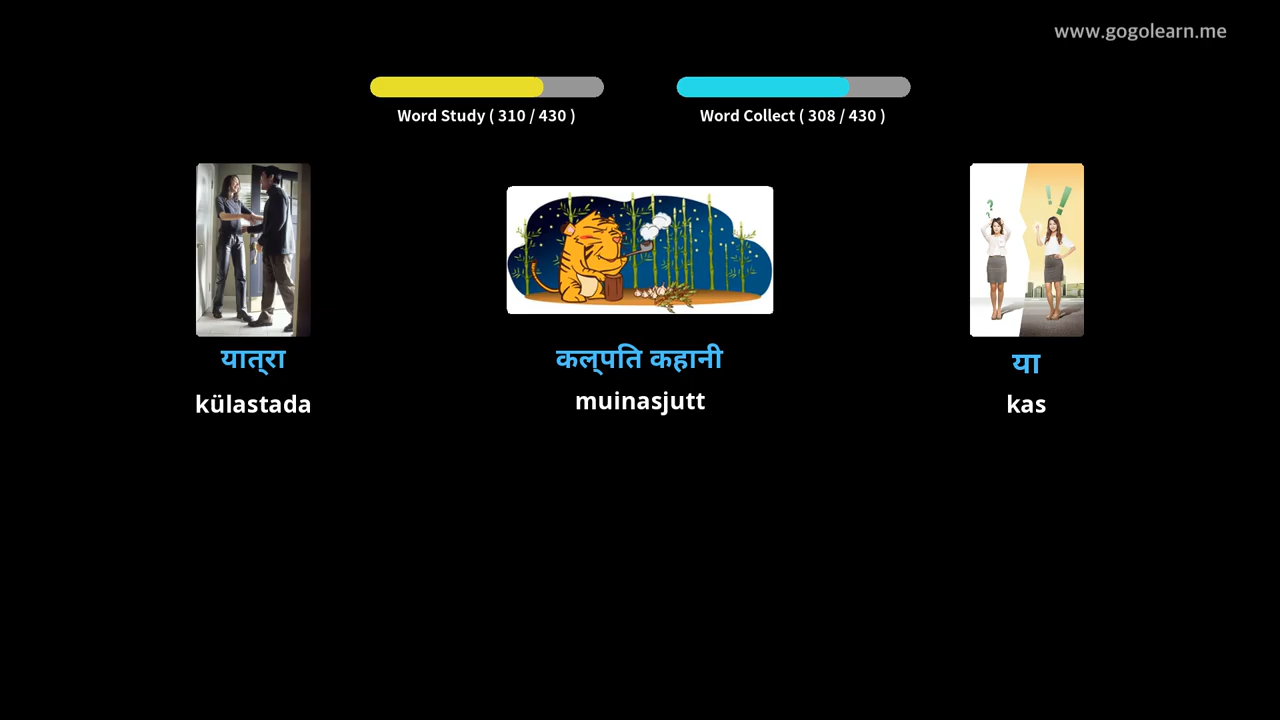 www.gogolearn.me
Word Study ( 310 / 430 )
Word Collect ( 308 / 430 )
यात्रा
कल्पति कहानी
या
külastada
muinasjutt
kas